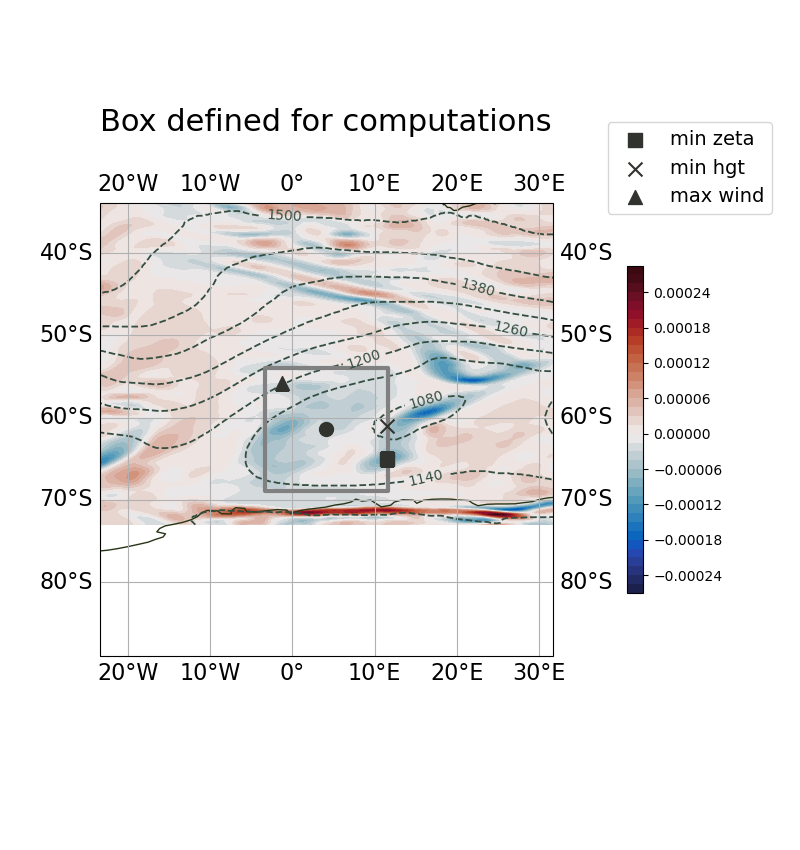 Box defined for computations
min zeta
min hgt
max wind
20°W 10°W 0° 10°E 20°E 30°E
1500
40°S 40°S
1380
0.00024
1260
0.00018
50°S 50°S
1200
0.00012
1080
0.00006
60°S 60°S
0.00000
1140
−0.00006
70°S 70°S
−0.00012
−0.00018
80°S 80°S
−0.00024
20°W 10°W 0° 10°E 20°E 30°E